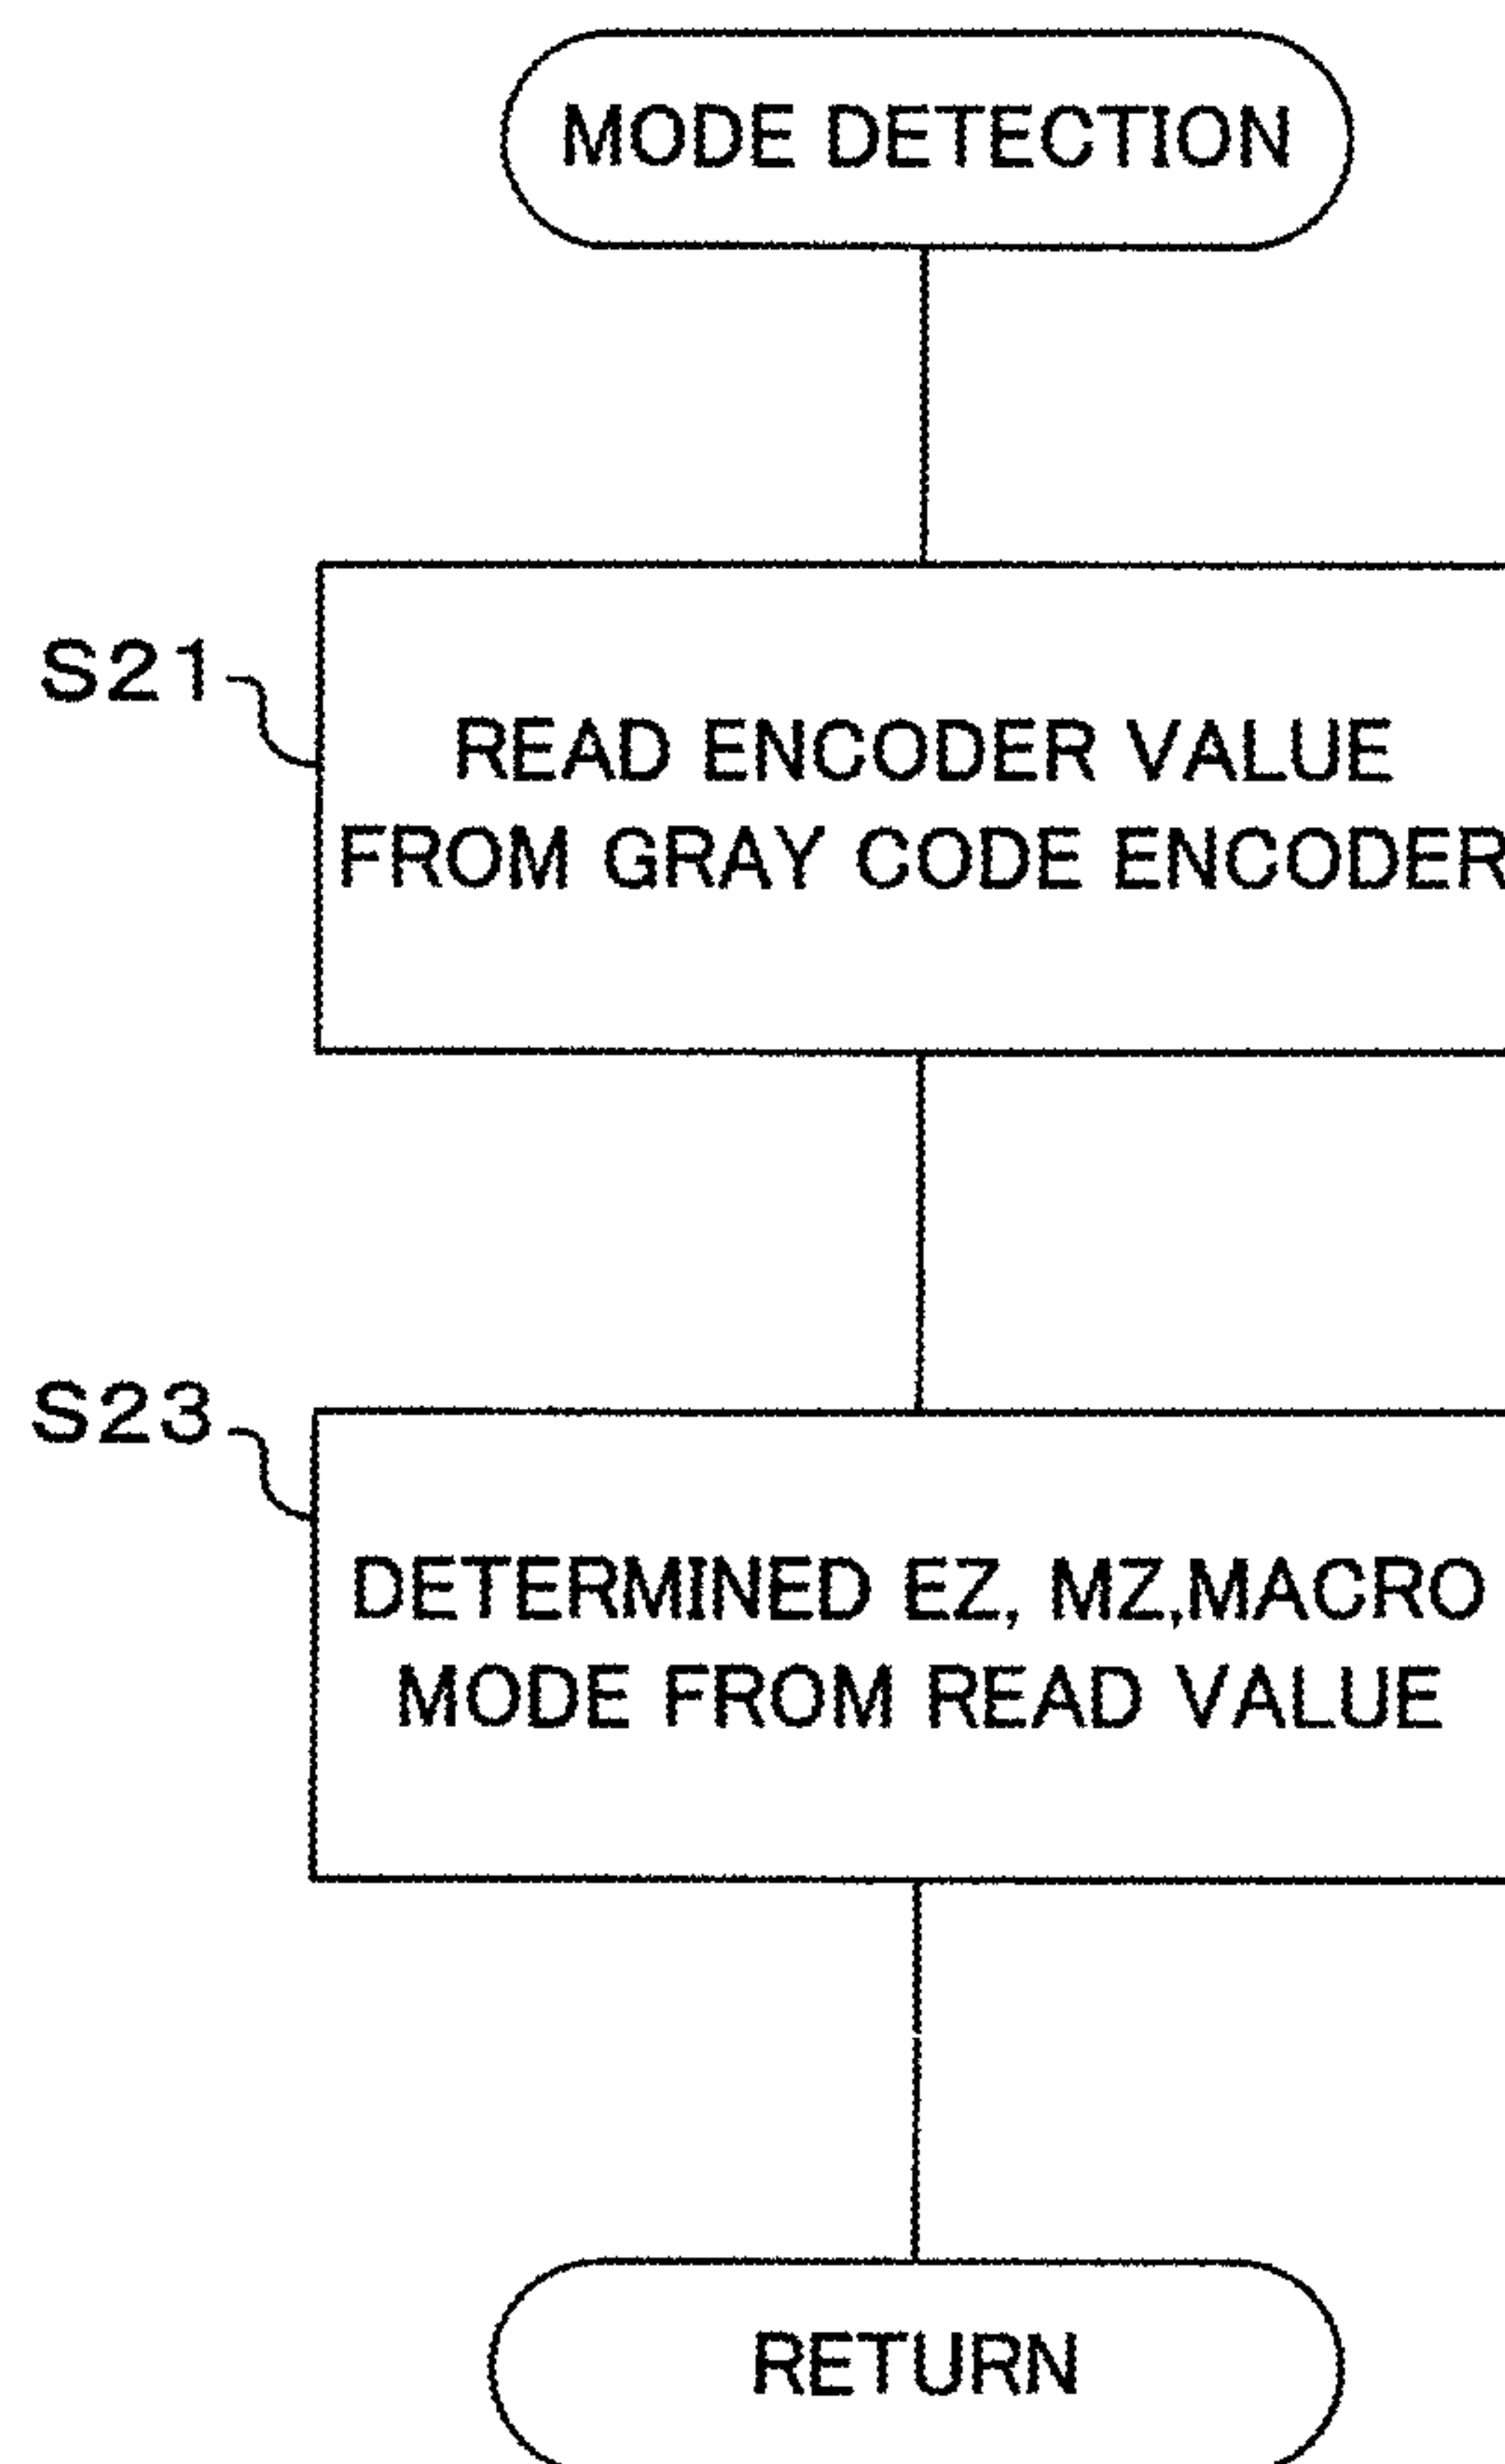 MODE DETECTION
S21
READ ENCODER VALUE
FROM GRAY CODE ENCODER
S23
DETERMINED EZ, MZ,MACRO
MODE FROM READ VALUE
RETURN